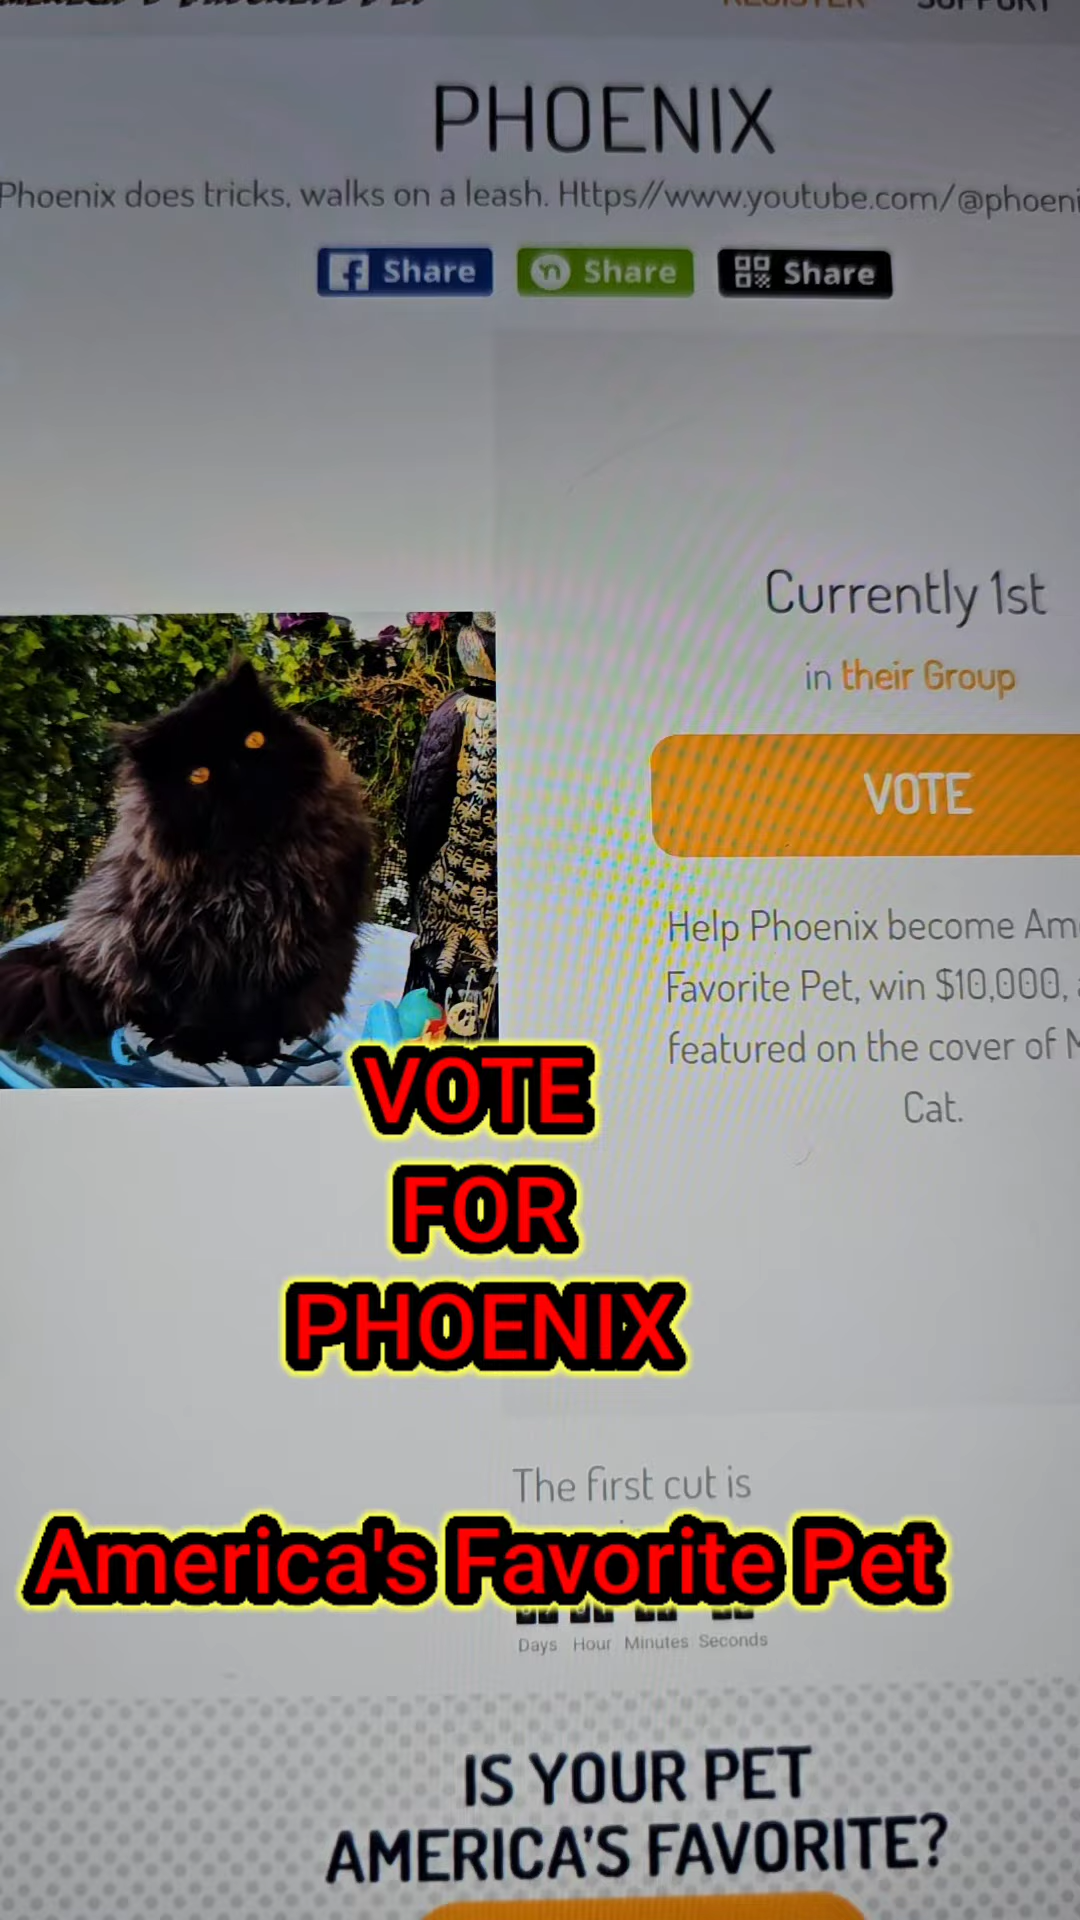 REGISTER SUPPORT
PHOENIX
Phoenix does tricks, walks on a leash. Https//www.youtube.com/@phoeni
Share Share Share
Currently 1st
in their Group
VOTE
Help Phoenix become Am
Favorite Pet, win $10,000,
featured on the cover of
Cat.
VOTE
FOR
PHOENIX
The first cut is
America's Favorite Pet
Days Hour Minutes Seconds
IS YOUR PET
AMERICA'S FAVORITE?